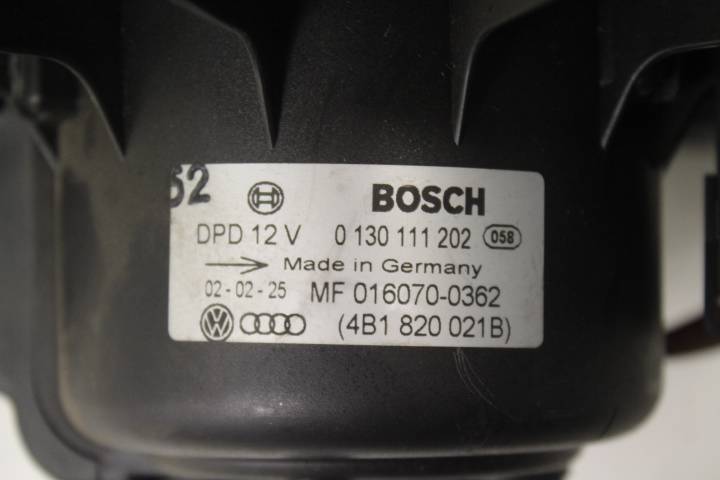 52
BOSCH
DPD 12 V 0 130 111 202 058
Made in Germany
02-02-25 MF 016070-0362
(4B1 820 021B)